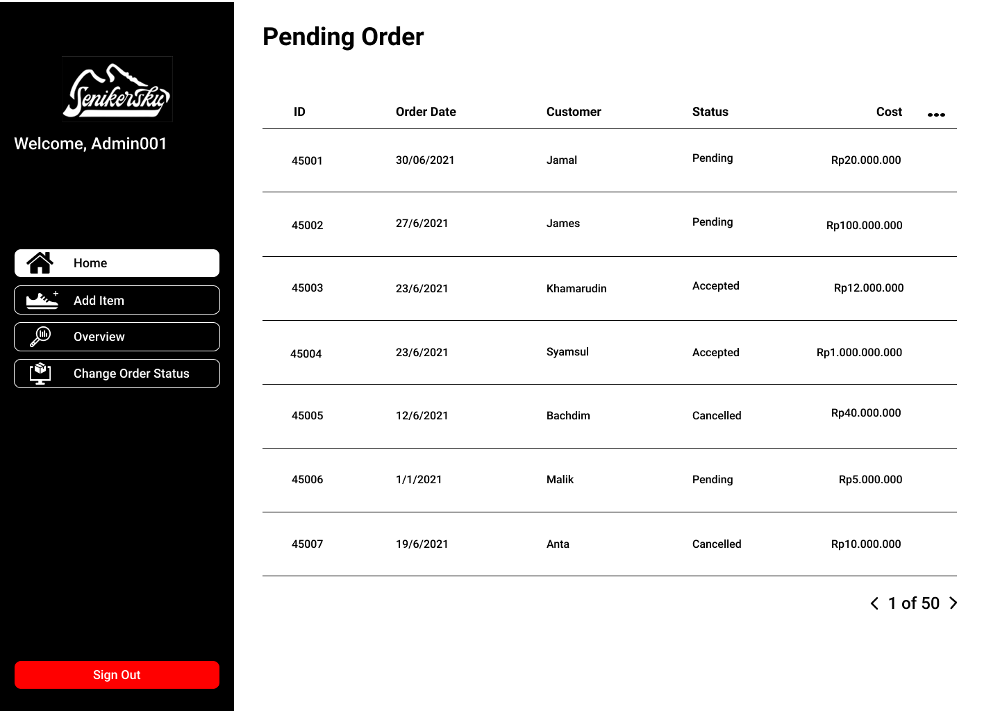 Senikersku
Welcome, Admin001
Home
Add Item
Overview
Change Order Status
Sign Out
Pending Order
ID Order Date Customer Status Cost ...
45001 30/06/2021 Jamal Pending Rp20.000.000
45002 27/6/2021 James Pending Rp100.000.000
45003 23/6/2021 Khamarudin Accepted Rp12.000.000
45004 23/6/2021 Syamsul Accepted Rp1.000.000.000
45005 12/6/2021 Bachdim Cancelled Rp40.000.000
45006 1/1/2021 Malik Pending Rp5.000.000
45007 19/6/2021 Anta Cancelled Rp10.000.000
< 1 of 50 >